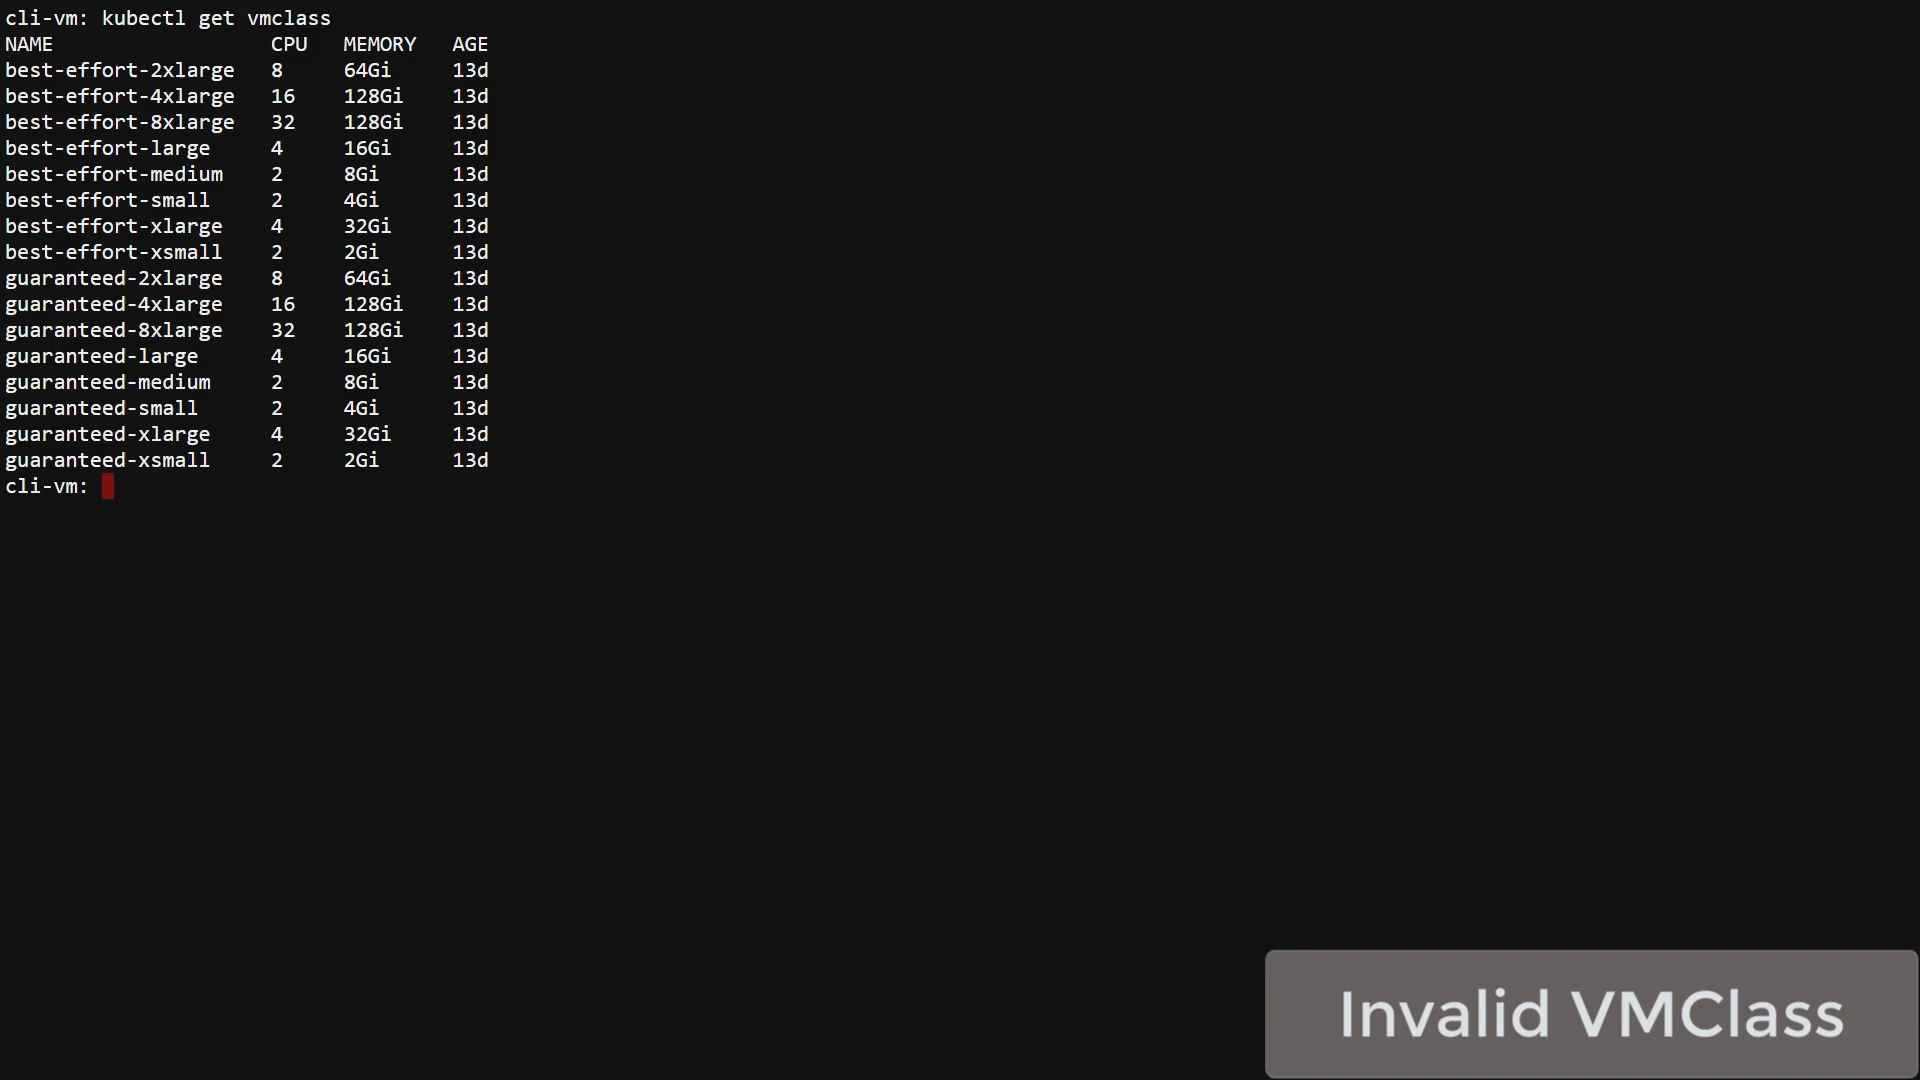 cli-vm: kubectl get vmclass
NAME CPU MEMORY AGE
best-effort-2xlarge 8 64Gi 13d
best-effort-4xlarge 16 128Gi 13d
best-effort-8xlarge 32 128Gi 13d
best-effort-large 4 16Gi 13d
best-effort-medium 2 8Gi 13d
best-effort-small 2 4Gi 13d
best-effort-xlarge 4 32Gi 13d
best-effort-xsmall 2 2Gi 13d
guaranteed-2xlarge 8 64Gi 13d
guaranteed-4xlarge 16 128Gi 13d
guaranteed-8xlarge 32 128Gi 13d
guaranteed-large 4 16Gi 13d
guaranteed-medium 2 8Gi 13d
guaranteed-small 2 4Gi 13d
guaranteed-xlarge 4 32Gi 13d
guaranteed-xsmall 2 2Gi 13d
cli-vm:
Invalid VMClass